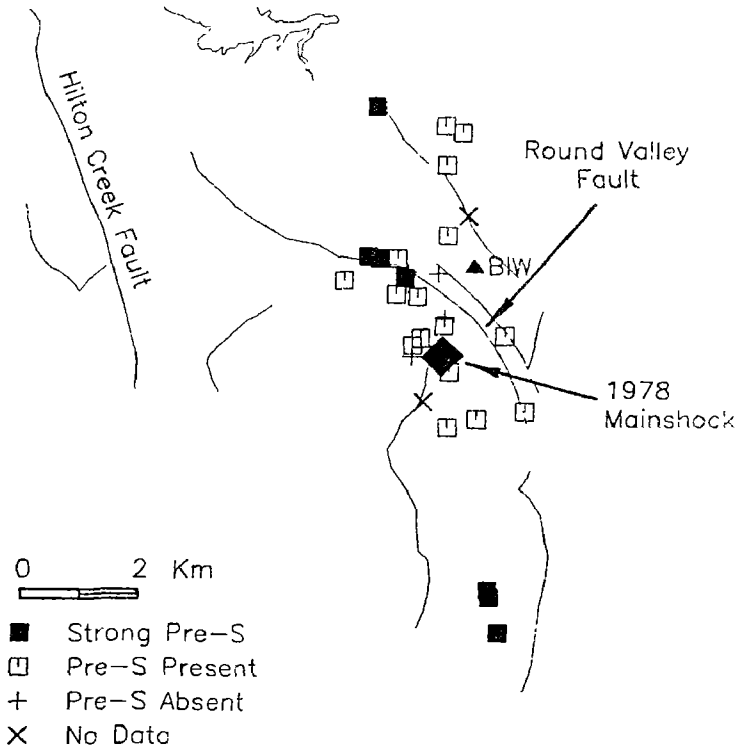 Hilton Creek Fault
Round Valley
Fault
BIW
1978
Mainshock
0 2 Km
Strong Pre-S
Pre-S Present
Pre-S Absent
No Data